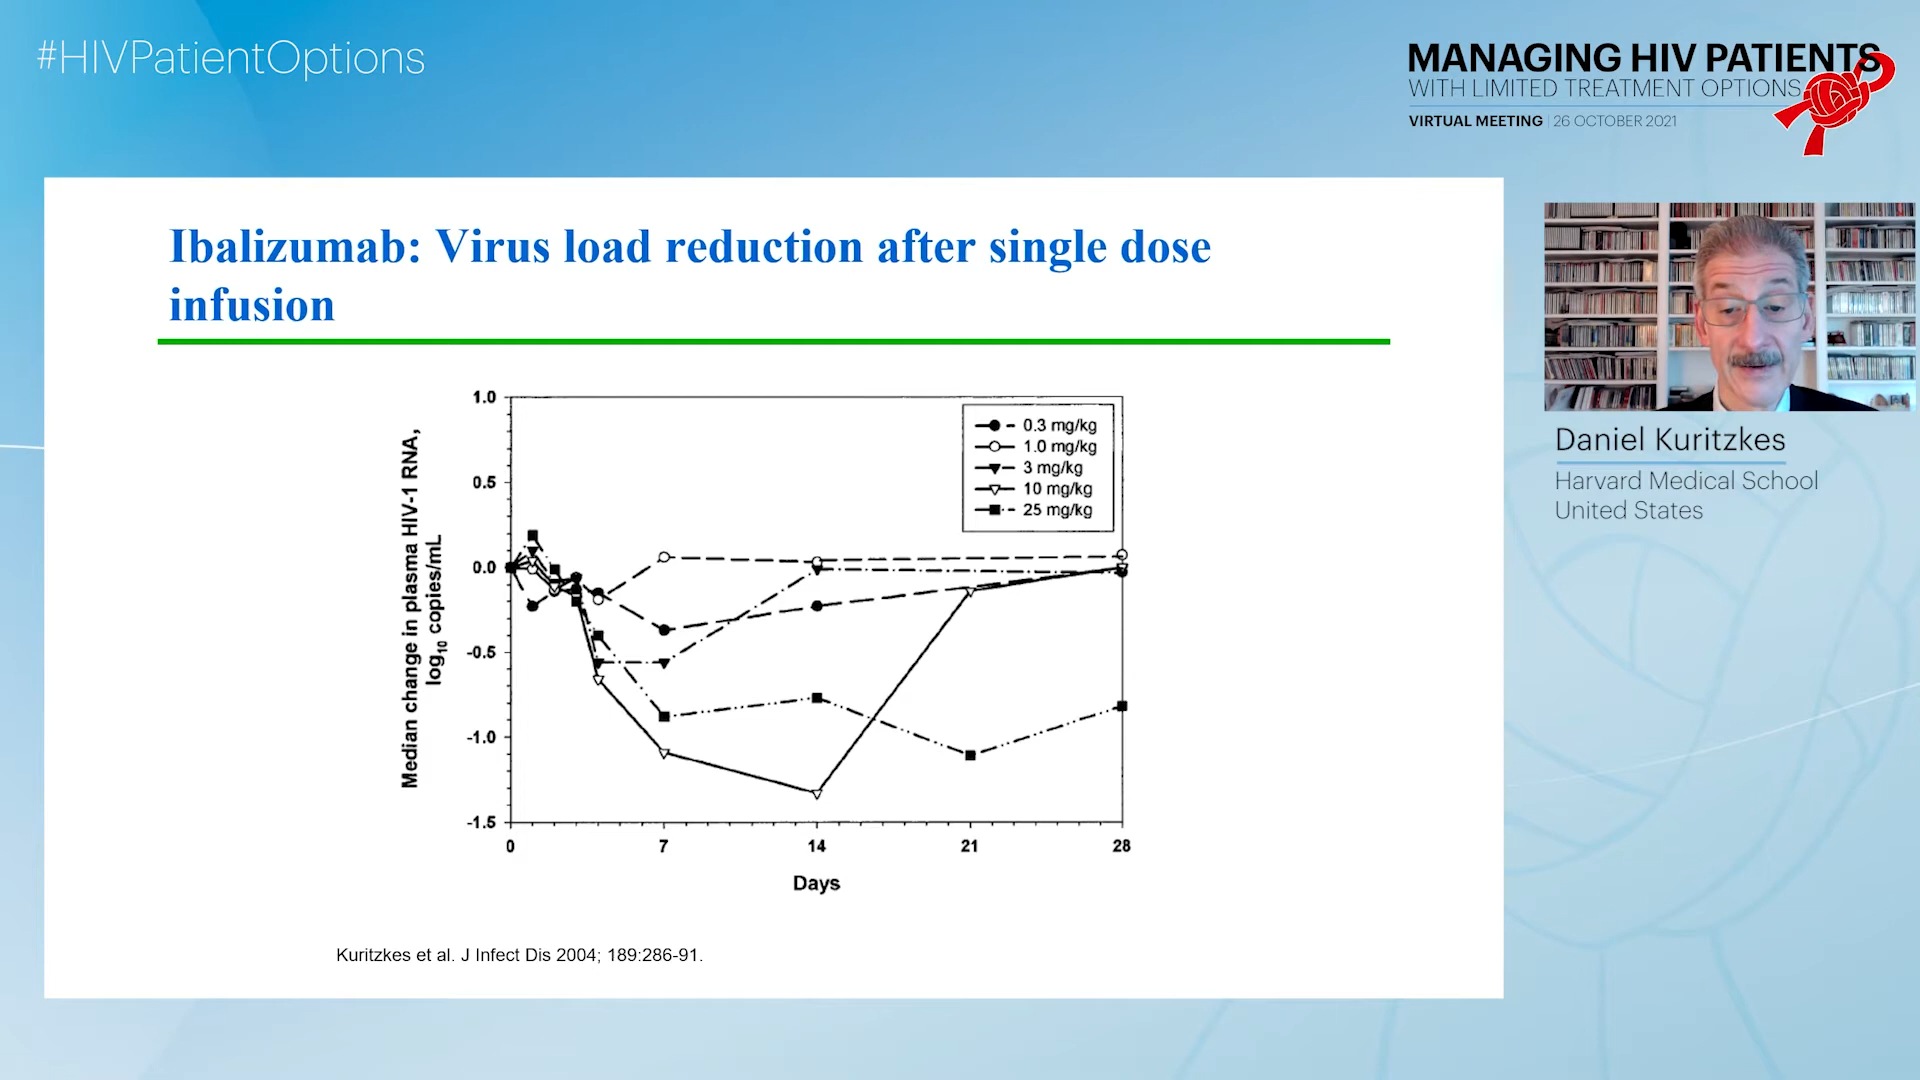 #HIVPatientOptions
MANAGING HIV PATIENTS
WITH LIMITED TREATMENT OPTIONS
VIRTUAL MEETING | 26 OCTOBER 2021
Ibalizumab: Virus load reduction after single dose
infusion
Median change in plasma HIV-1 RNA,
log10 copies/mL
1.0
0.5
0.0
-0.5
-1.0
-1.5
0.3 mg/kg
1.0 mg/kg
3 mg/kg
10 mg/kg
25 mg/kg
0 7 14 21 28
Days
Kuritzkes et al. J Infect Dis 2004; 189:286-91.
Daniel Kuritzkes
Harvard Medical School
United States